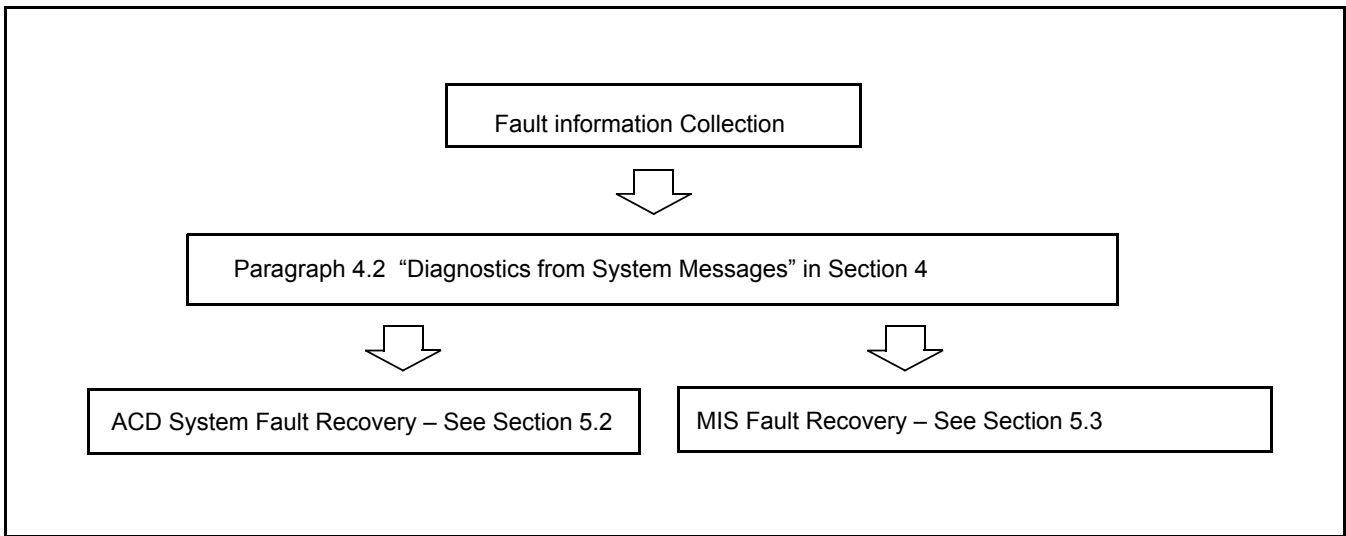 Fault information Collection
Paragraph 4.2 “Diagnostics from System Messages” in Section 4
ACD System Fault Recovery – See Section 5.2
MIS Fault Recovery – See Section 5.3